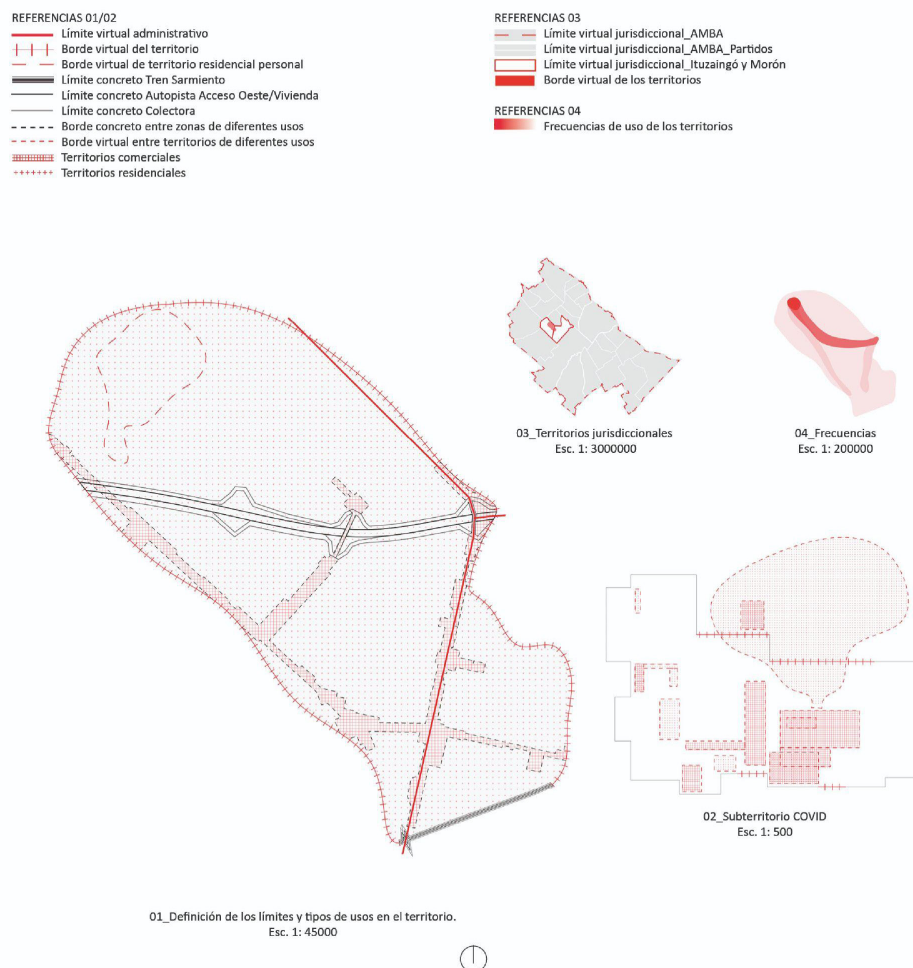 REFERENCIAS 01/02
Límite virtual administrativo
Borde virtual del territorio
Borde virtual de territorio residencial personal
Límite concreto Tren Sarmiento
Límite concreto Autopista Acceso Oeste/Vivienda
Límite concreto Colectora
Borde concreto entre zonas de diferentes usos
Borde virtual entre territorios de diferentes usos
Territorios comerciales
Territorios residenciales
REFERENCIAS 03
Límite virtual jurisdiccional_AMBA
Límite virtual jurisdiccional_AMBA_Partidos
Límite virtual jurisdiccional_Ituzaingó y Morón
Borde virtual de los territorios
REFERENCIAS 04
Frecuencias de uso de los territorios
03_Territorios jurisdiccionales
Esc. 1: 3000000
04_Frecuencias
Esc. 1: 200000
02_Subterritorio COVID
Esc. 1: 500
01_Definición de los límites y tipos de usos en el territorio.
Esc. 1: 45000